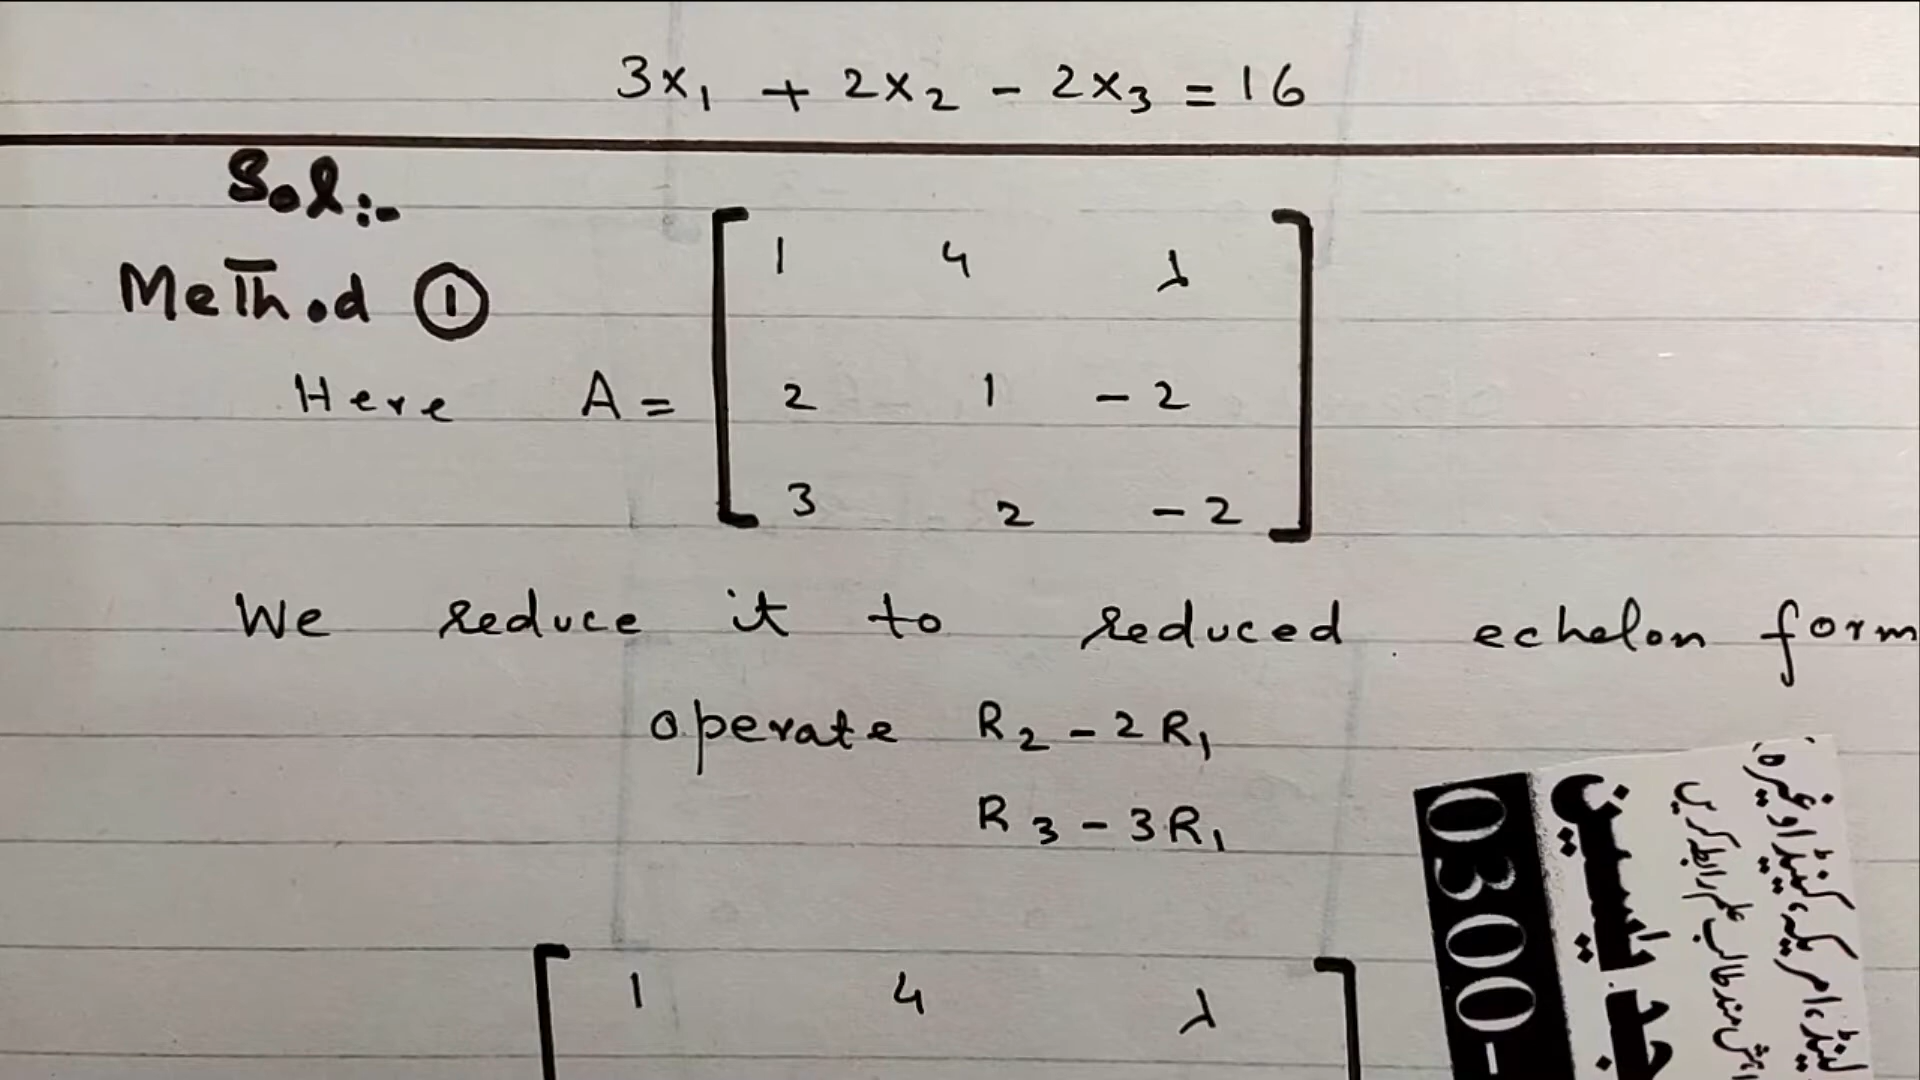 3x₁ + 2x₂ - 2x₃ = 16
Sol:-
Method ①
1 4 λ
Here A = 2 1 -2
3 2 -2
We reduce it to reduced echelon form
operate R₂ - 2R₁
R₃ - 3R₁
1 4 λ
0300-